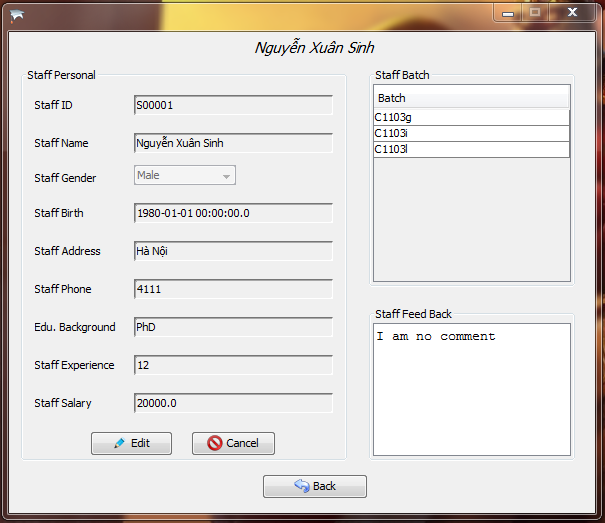 Nguyễn Xuân Sinh
Staff Personal
Staff ID
S00001
Staff Name
Nguyễn Xuân Sinh
Staff Gender
Male
Staff Birth
1980-01-01 00:00:00.0
Staff Address
Hà Nội
Staff Phone
4111
Edu. Background
PhD
Staff Experience
12
Staff Salary
20000.0
Edit
Cancel
Staff Batch
Batch
C1103g
C1103i
C1103l
Staff Feed Back
I am no comment
Back